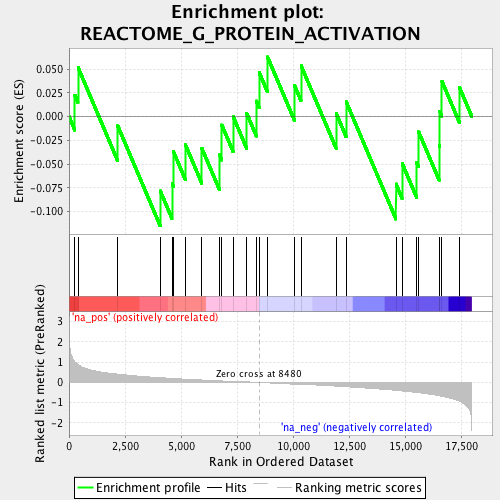 Enrichment plot:
REACTOME_G_PROTEIN_ACTIVATION
Enrichment score (ES)
0.050
0.025
0.000
-0.025
-0.050
-0.075
-0.100
'na_pos' (positively correlated)
Ranked list metric (PreRanked)
3
2
1
0
-1
-2
Zero cross at 8480
'na_neg' (negatively correlated)
0
2,500
5,000
7,500
10,000
12,500
15,000
17,500
Rank in Ordered Dataset
Enrichment profile
Hits
Ranking metric scores